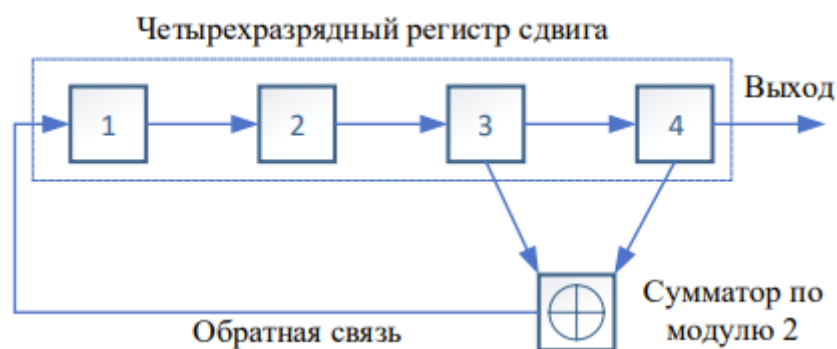 Четырехразрядный регистр сдвига
Выход
1
2
3
4
Сумматор по
модулю 2
Обратная связь